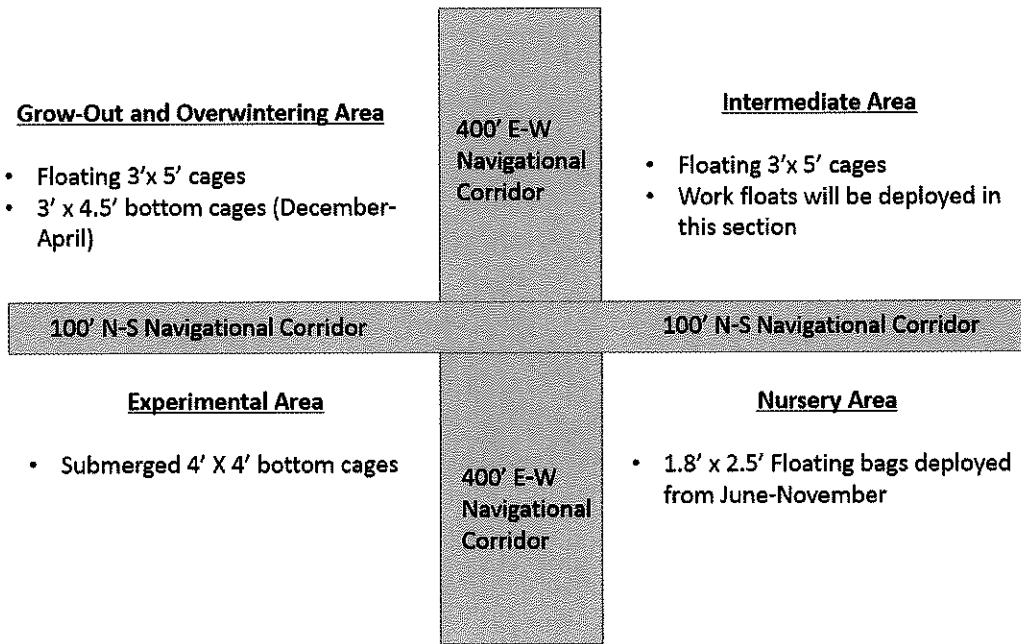 Grow-Out and Overwintering Area
• Floating 3'x 5' cages
• 3' x 4.5' bottom cages (December-
April)
400' E-W
Navigational
Corridor
Intermediate Area
• Floating 3'x 5' cages
• Work floats will be deployed in
this section
100' N-S Navigational Corridor
100' N-S Navigational Corridor
Experimental Area
• Submerged 4' X 4' bottom cages
400' E-W
Navigational
Corridor
Nursery Area
• 1.8' x 2.5' Floating bags deployed
from June-November